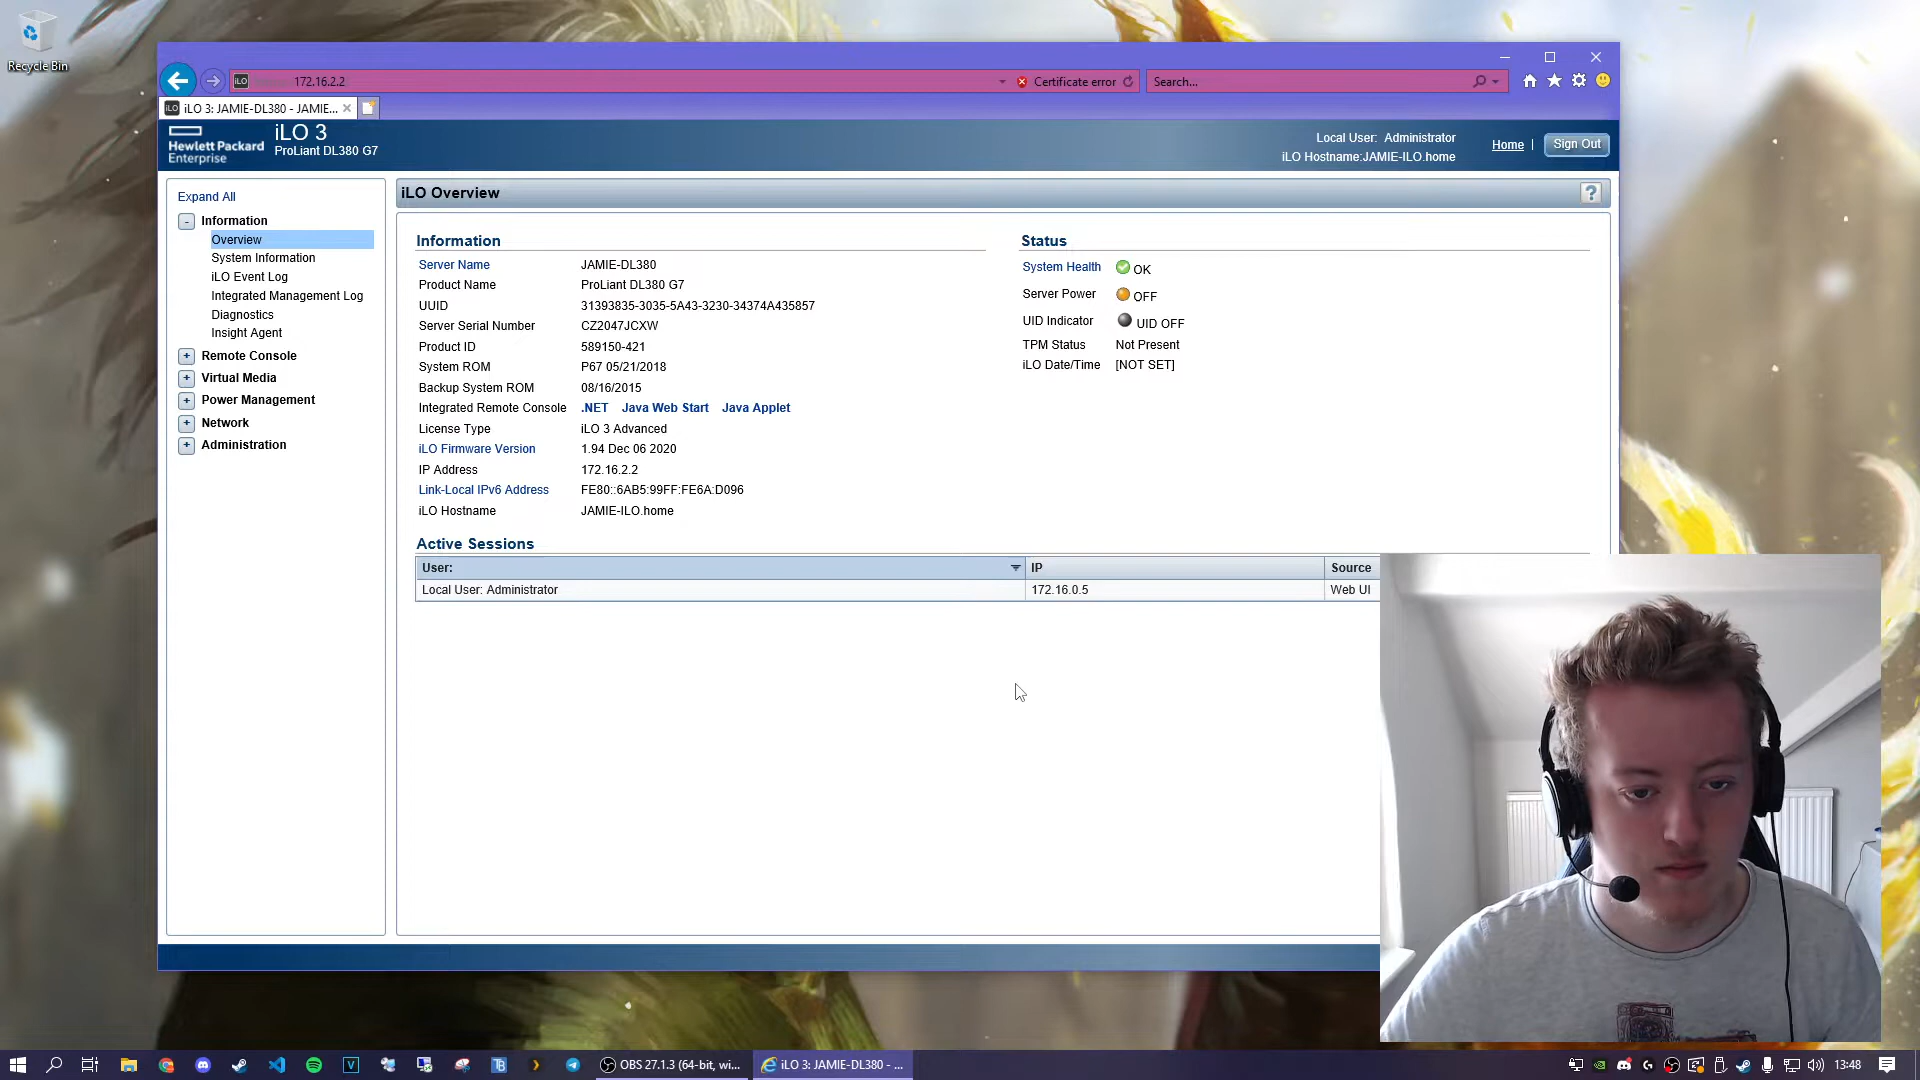 Recycle Bin
172.16.2.2
Certificate error
Search...
iLO
iLO 3: JAMIE-DL380 - JAMIE...
Hewlett Packard
Enterprise
iLO 3
ProLiant DL380 G7
Local User: Administrator
iLO Hostname:JAMIE-ILO.home
Home |
Sign Out
Expand All
- Information
Overview
System Information
iLO Event Log
Integrated Management Log
Diagnostics
Insight Agent
+ Remote Console
+ Virtual Media
+ Power Management
+ Network
+ Administration
iLO Overview
?
Information
Server Name JAMIE-DL380
Product Name ProLiant DL380 G7
UUID 31393835-3035-5A43-3230-34374A435857
Server Serial Number CZ2047JCXW
Product ID 589150-421
System ROM P67 05/21/2018
Backup System ROM 08/16/2015
Integrated Remote Console .NET Java Web Start Java Applet
License Type iLO 3 Advanced
iLO Firmware Version 1.94 Dec 06 2020
IP Address 172.16.2.2
Link-Local IPv6 Address FE80::6AB5:99FF:FE6A:D096
iLO Hostname JAMIE-ILO.home
Status
System Health OK
Server Power OFF
UID Indicator UID OFF
TPM Status Not Present
iLO Date/Time [NOT SET]
Active Sessions
User: IP Source
Local User: Administrator 172.16.0.5 Web UI
OBS 27.1.3 (64-bit, wi...
iLO 3: JAMIE-DL380 - ...
13:48